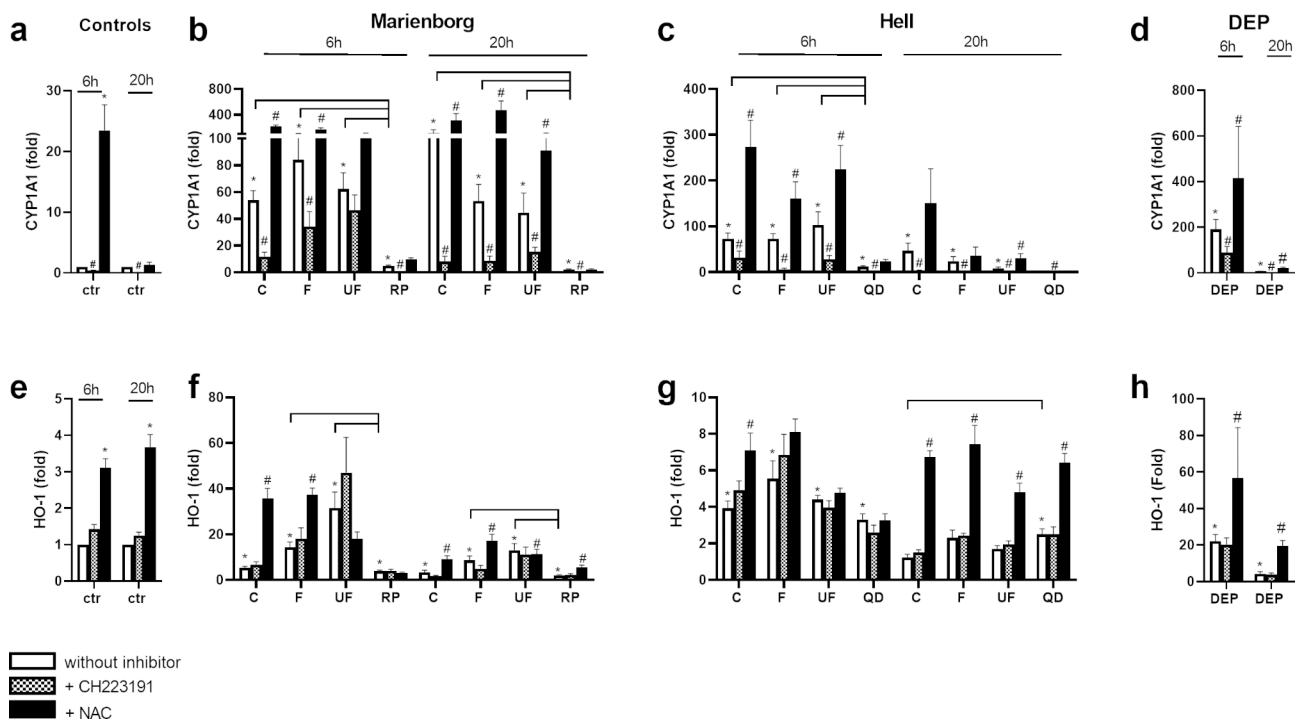 a Controls
6h 20h
CYP1A1 (fold)
30
20
10
0
*
#
#
ctr ctr
b Marienborg
6h 20h
CYP1A1 (fold)
800
400
100
80
60
40
20
0
* # # * # # * * # * # # * # # * # # * #
C F UF RP C F UF RP
c Hell
6h 20h
CYP1A1 (fold)
400
300
200
100
0
* # # * # # * # # * # * # * # * # # #
C F UF QD C F UF QD
d DEP
6h 20h
CYP1A1 (fold)
800
600
400
200
0
* # # * # #
DEP DEP
e
6h 20h
HO-1 (fold)
5
4
3
2
1
0
* *
ctr ctr
f
HO-1 (fold)
80
60
40
20
0
* # * # * * * # * # * # * #
C F UF RP C F UF RP
g
HO-1 (fold)
10
8
6
4
2
0
* # * * * # # # * #
C F UF QD C F UF QD
h
HO-1 (Fold)
100
80
60
40
20
0
* # * #
DEP DEP
without inhibitor
+ CH223191
+ NAC